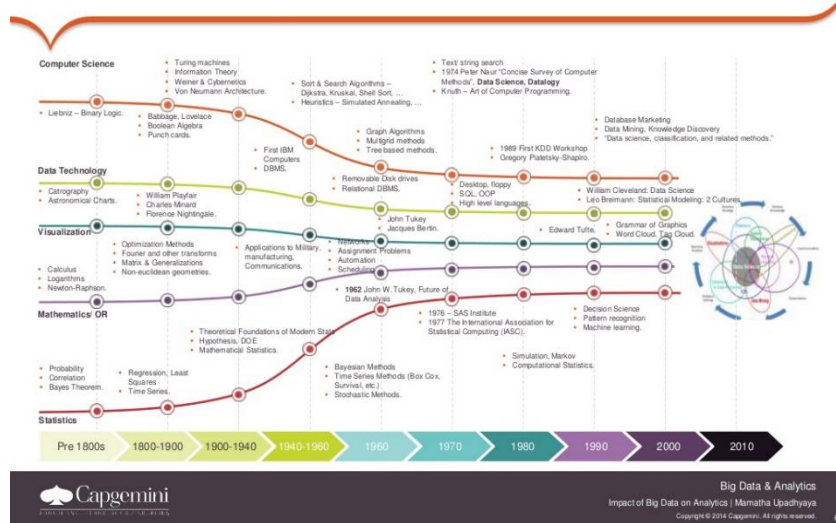 Computer Science
• Turing machines
• Information Theory
• Weiner & Cybernetics
• Von Neumann Architecture.
• Liebniz – Binary Logic.
• Babbage, Lovelace
• Boolean Algebra
• Punch cards.
• Sort & Search Algorithms –
Dijkstra, Kruskal, Shell Sort, ...
• Heuristics – Simulated Annealing, ...
• Text/ string search
• 1974 Peter Naur "Concise Survey of Computer
Methods", Data Science, Datalogy
• Knuth – Art of Computer Programming.
• Graph Algorithms
• Multigrid methods
• Tree based methods.
• 1989 First KDD Workshop
• Gregory Piatetsky-Shapiro.
• Database Marketing
• Data Mining, Knowledge Discovery
• "Data science, classification, and related methods."
Data Technology
• Catrography
• Astronomical Charts.
• William Playfair
• Charles Minard
• Florence Nightingale.
• First IBM
Computers
• DBMS.
• Removable Disk drives
• Relational DBMS.
• Desktop, floppy
• SQL, OOP
• High level languages.
• William Cleveland: Data Science
• Leo Breimann: Statistical Modeling: 2 Cultures
Visualization
• John Tukey
• Jacques Bertin.
• Edward Tufte.
• Grammar of Graphics
• Word Cloud, Tag Cloud.
• Calculus
• Logarithms
• Newton-Raphson.
• Optimization Methods
• Fourier and other transforms
• Matrix & Generalizations
• Non-euclidean geometries.
• Applications to Military,
manufacturing,
Communications.
• Networks
• Assignment Problems
• Automation
• Scheduling
Mathematics/ OR
• 1962 John W. Tukey, Future of
Data Analysis
• 1976 – SAS Institute
• 1977 The International Association for
Statistical Computing (IASC).
• Decision Science
• Pattern recognition
• Machine learning.
• Theoretical Foundations of Modern Stats
• Hypothesis, DOE
• Mathematical Statistics.
• Probability
• Correlation
• Bayes Theorem.
• Regression, Least
Squares
• Time Series.
• Bayesian Methods
• Time Series Methods (Box Cox,
Survival, etc.)
• Stochastic Methods.
• Simulation, Markov
• Computational Statistics.
Statistics
Pre 1800s 1800-1900 1900-1940 1940-1960 1960 1970 1980 1990 2000 2010
Capgemini
Big Data & Analytics
Impact of Big Data on Analytics | Mamatha Upadhyaya
Copyright © 2014 Capgemini. All rights reserved.